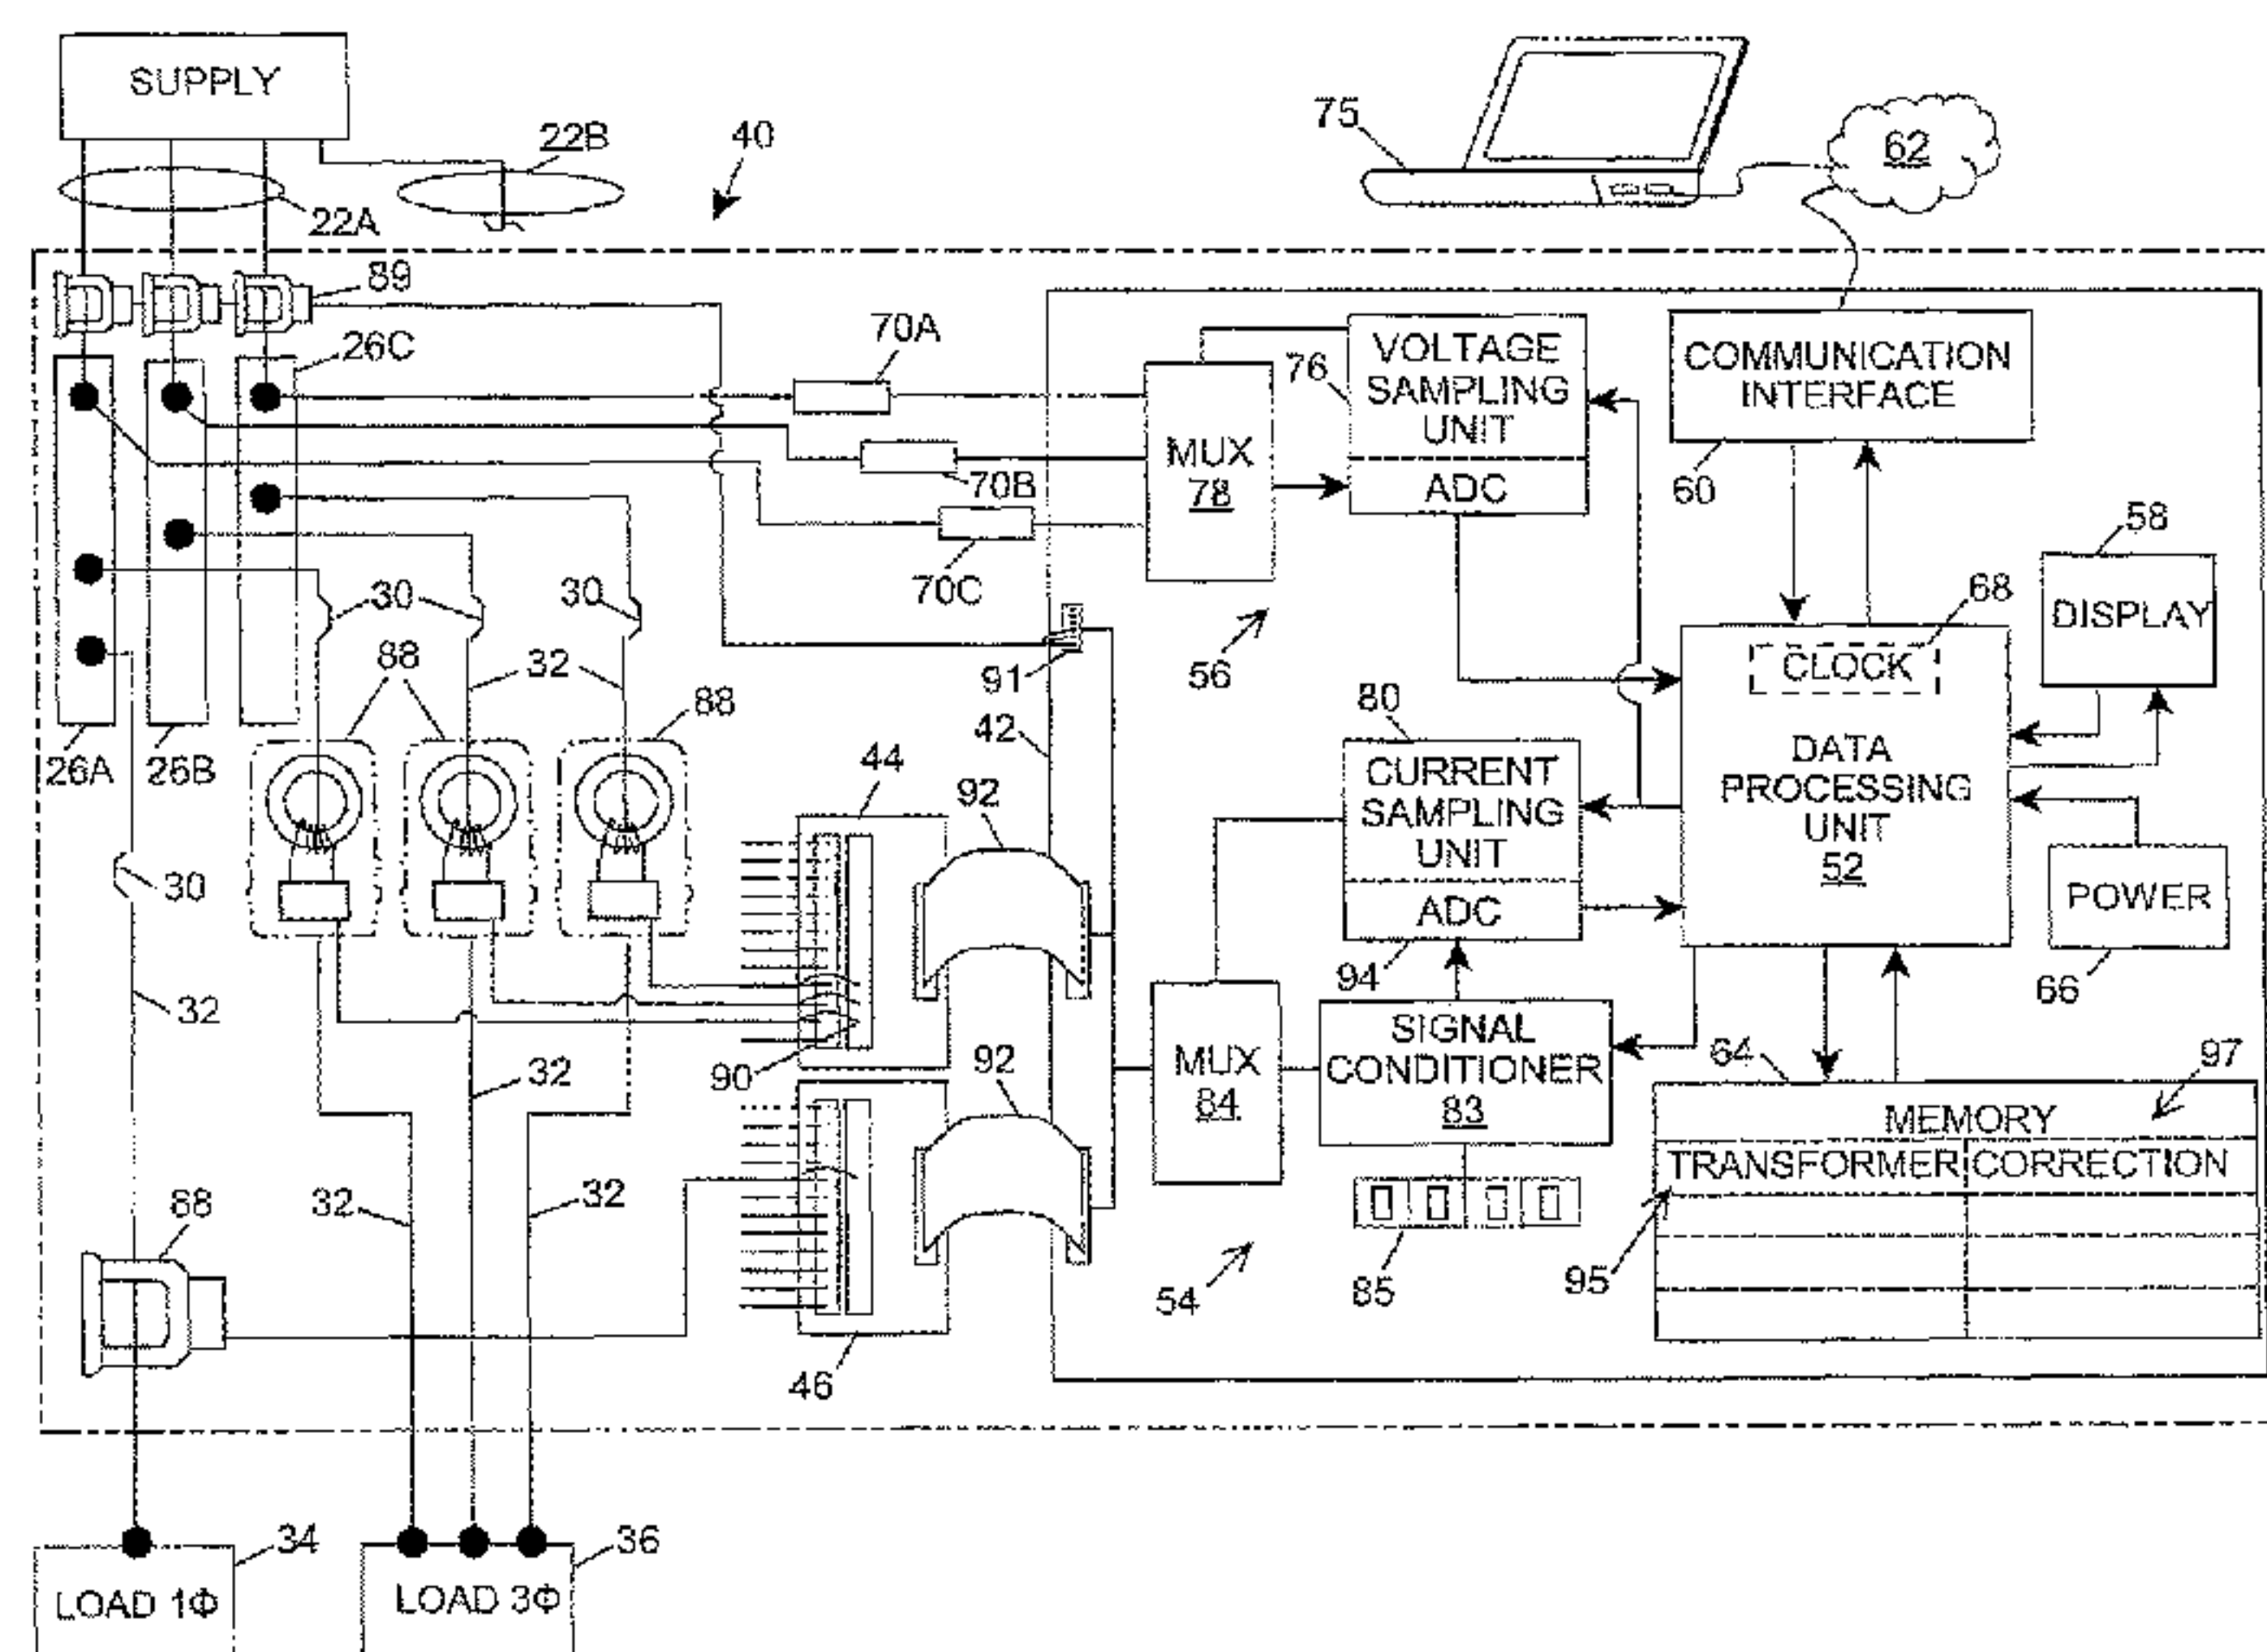 SUPPLY
22B
40
75
62
22A
89
26C
70A
76
VOLTAGE
SAMPLING
UNIT
ADC
COMMUNICATION
INTERFACE
MUX
78
70B
60
58
70C
68
30
30
DISPLAY
88
32
91
56
CLOCK
26A
26B
88
80
42
44
92
CURRENT
SAMPLING
UNIT
ADC
DATA
PROCESSING
UNIT
52
30
POWER
94
66
32
SIGNAL
CONDITIONER
83
90
32
92
MUX
84
64
97
MEMORY
TRANSFORMER
CORRECTION
88
32
32
85
95
54
46
34
36
LOAD 1Φ
LOAD 3Φ